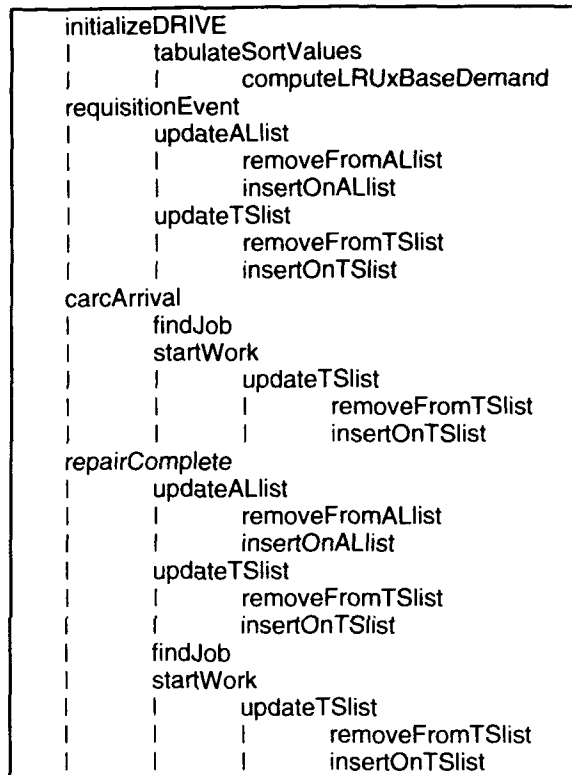 initializeDRIVE
| tabulateSortValues
| | computeLRUxBaseDemand
requisitionEvent
| updateALlist
| | removeFromALlist
| | insertOnALlist
| updateTSlist
| | removeFromTSlist
| | insertOnTSlist
carcArrival
| findJob
| startWork
| | updateTSlist
| | | removeFromTSlist
| | | insertOnTSlist
repairComplete
| updateALlist
| | removeFromALlist
| | insertOnALlist
| updateTSlist
| | removeFromTSlist
| | insertOnTSlist
| findJob
| startWork
| | updateTSlist
| | | removeFromTSlist
| | | insertOnTSlist